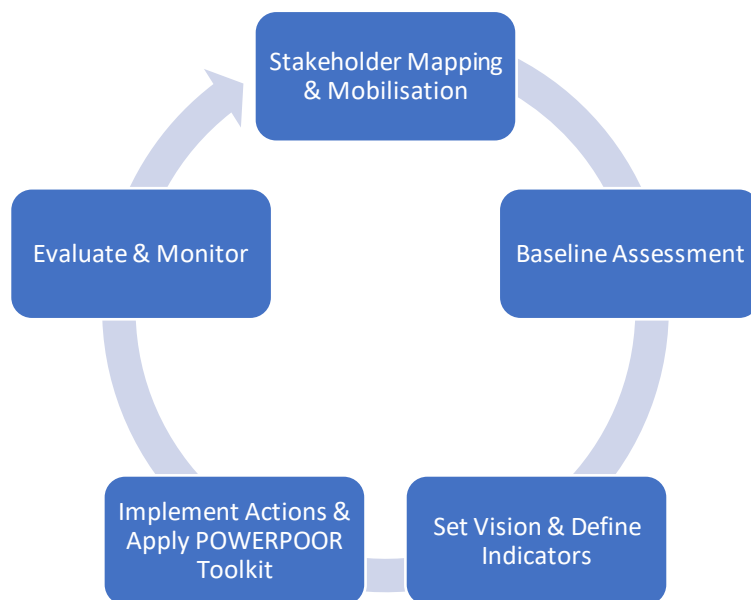 Stakeholder Mapping
& Mobilisation
Baseline Assessment
Set Vision & Define
Indicators
Implement Actions &
Apply POWERPOOR
Toolkit
Evaluate & Monitor